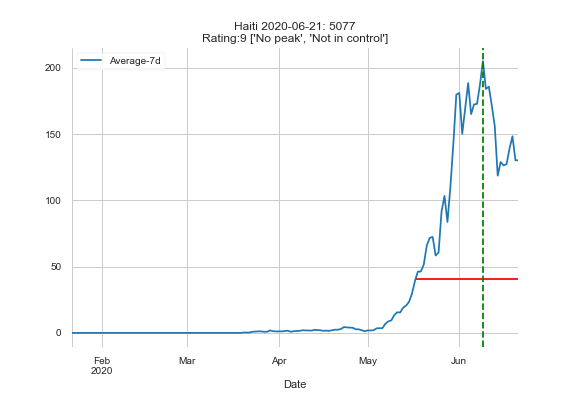 Haiti 2020-06-21: 5077
Rating:9 ['No peak', 'Not in control']
Average-7d
200
150
100
50
0
Feb
2020
Mar
Apr
May
Jun
Date